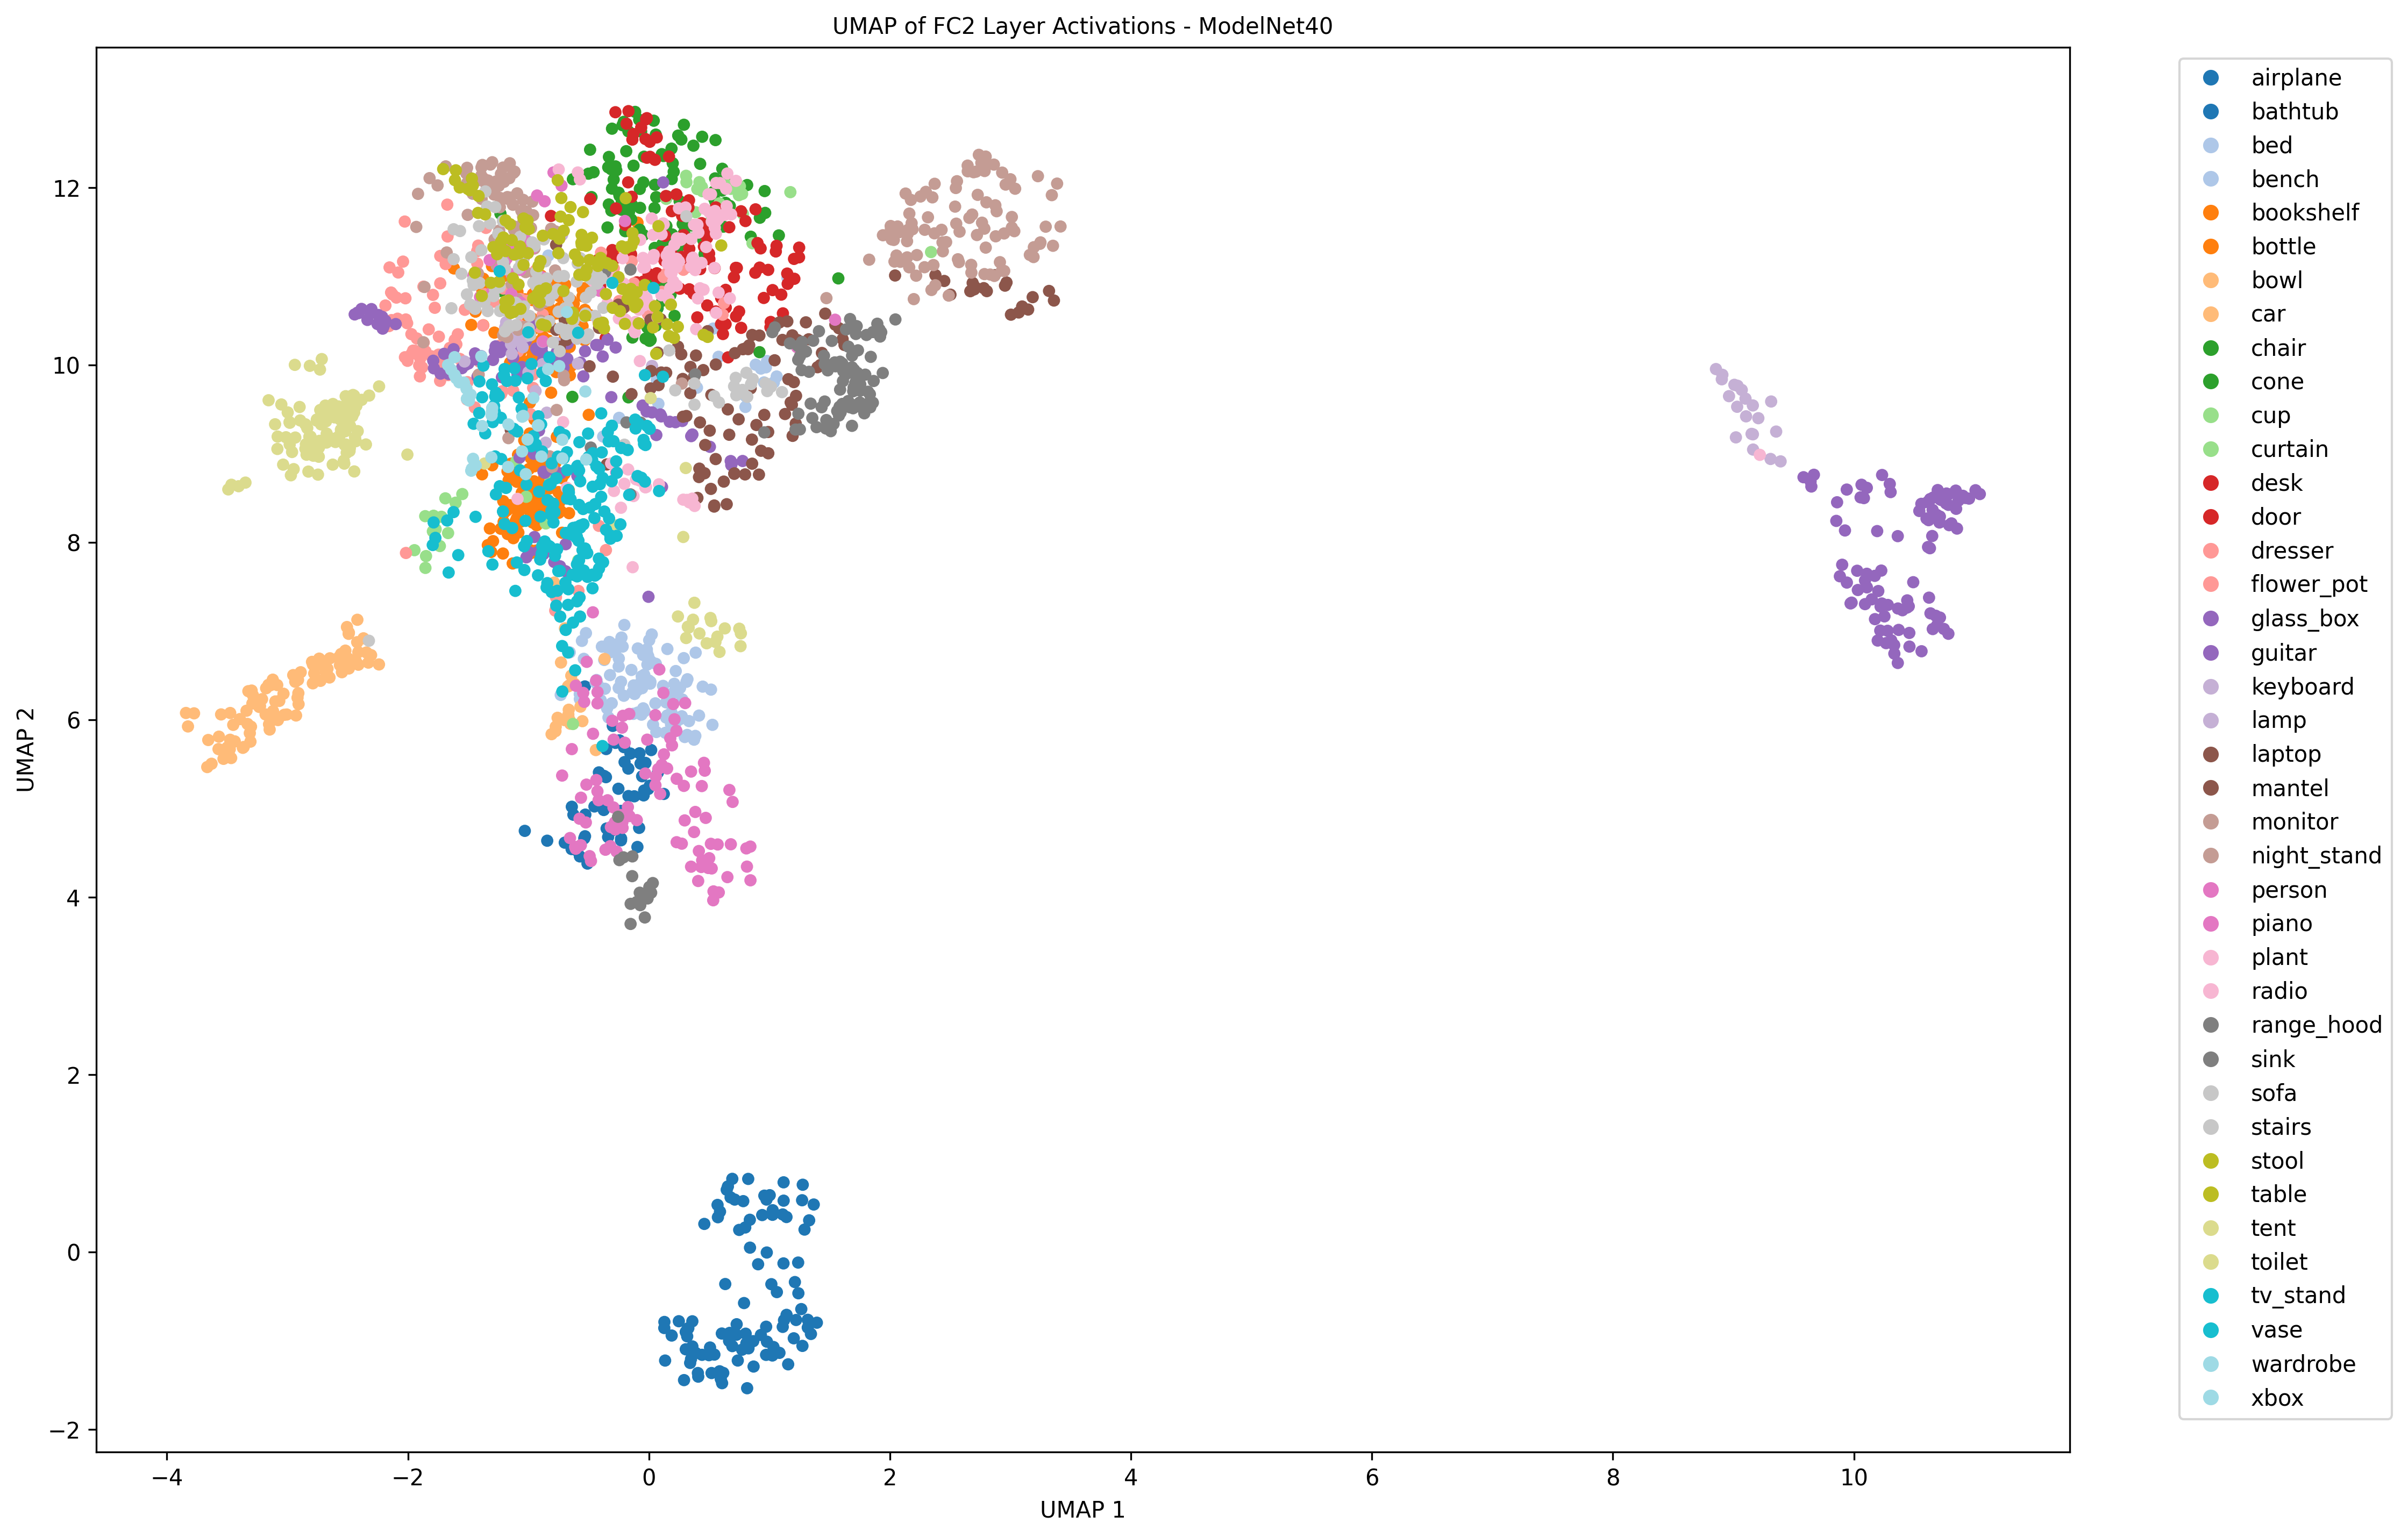 UMAP of FC2 Layer Activations - ModelNet40
12
10
8
6
4
2
0
−2
UMAP 2
−4
−2
0
2
4
6
8
10
UMAP 1
airplane
bathtub
bed
bench
bookshelf
bottle
bowl
car
chair
cone
cup
curtain
desk
door
dresser
flower_pot
glass_box
guitar
keyboard
lamp
laptop
mantel
monitor
night_stand
person
piano
plant
radio
range_hood
sink
sofa
stairs
stool
table
tent
toilet
tv_stand
vase
wardrobe
xbox